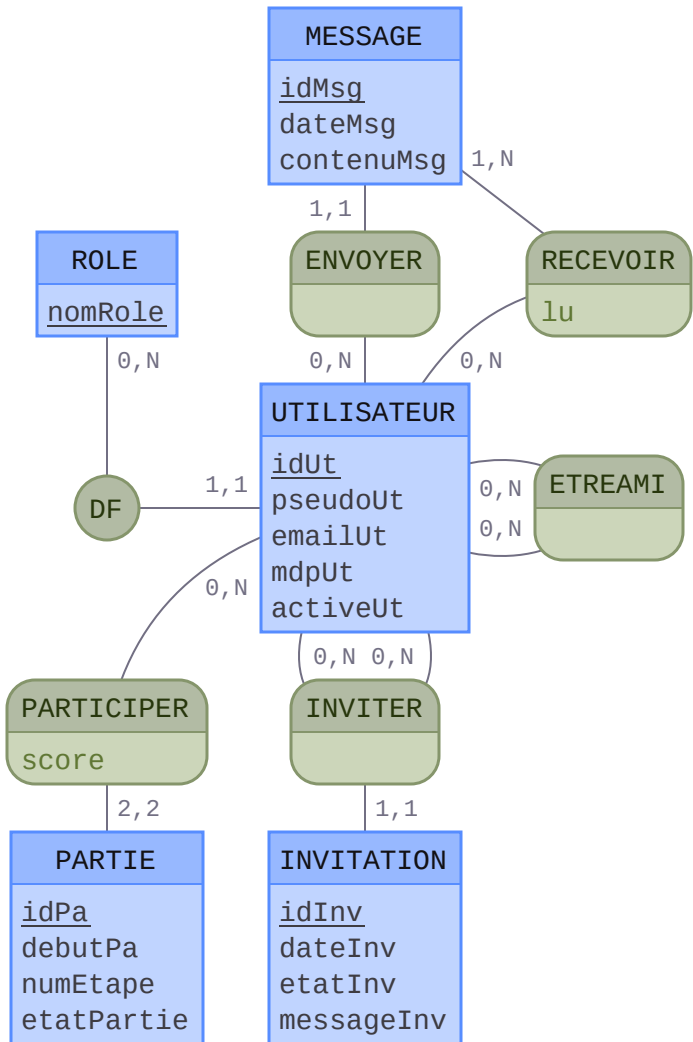 MESSAGE
idMsg
dateMsg
contenuMsg
1,N
1,1
ROLE
nomRole
ENVOYER
RECEVOIR
lu
0,N
0,N
0,N
UTILISATEUR
idUt
pseudoUt
emailUt
mdpUt
activeUt
ETREAMI
0,N
0,N
DF
1,1
0,N
0,N
0,N
PARTICIPER
score
INVITER
2,2
1,1
PARTIE
idPa
debutPa
numEtape
etatPartie
INVITATION
idInv
dateInv
etatInv
messageInv